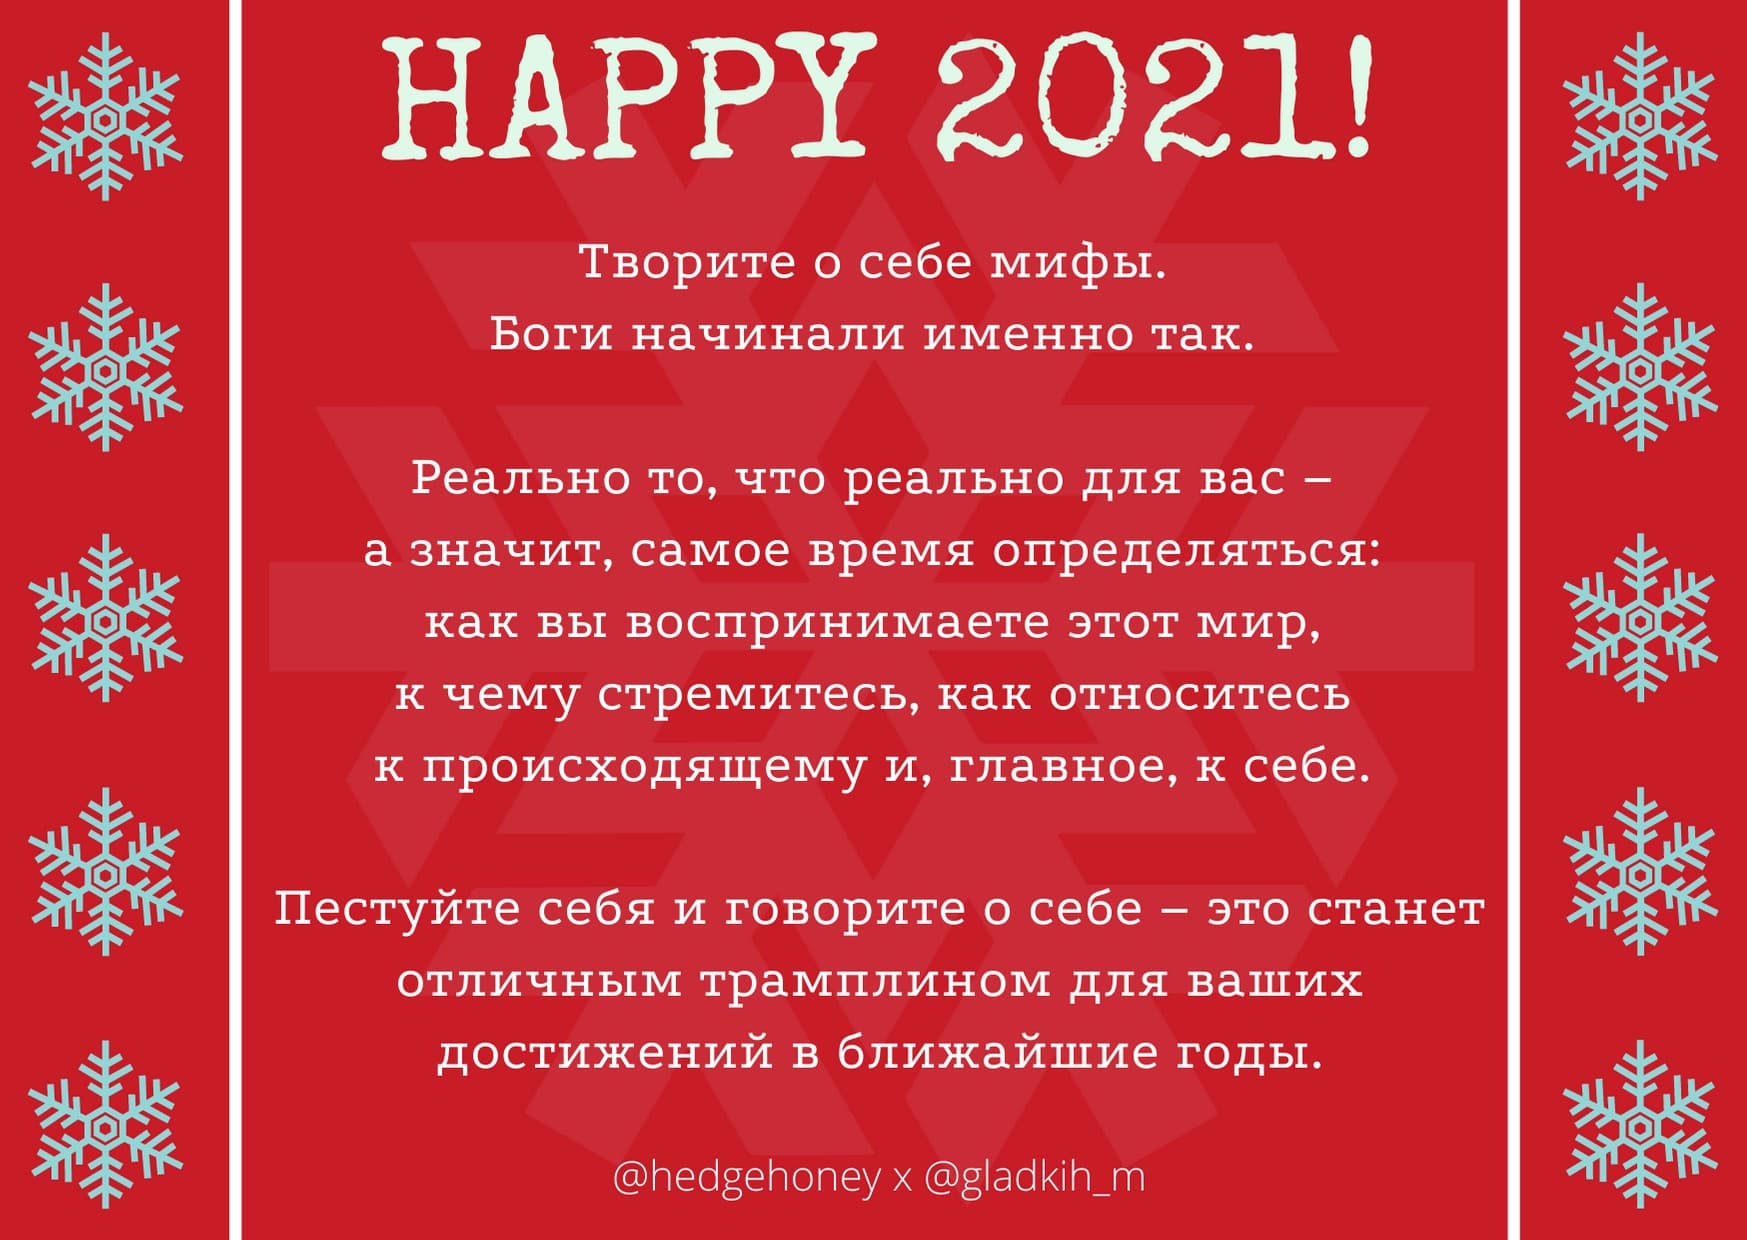 HAPPY 2021!
Творите о себе мифы.
Боги начинали именно так.
Реально то, что реально для вас –
а значит, самое время определяться:
как вы воспринимаете этот мир,
к чему стремитесь, как относитесь
к происходящему и, главное, к себе.
Пестуйте себя и говорите о себе – это станет
отличным трамплином для ваших
достижений в ближайшие годы.
@hedgehoney x @gladkih_m